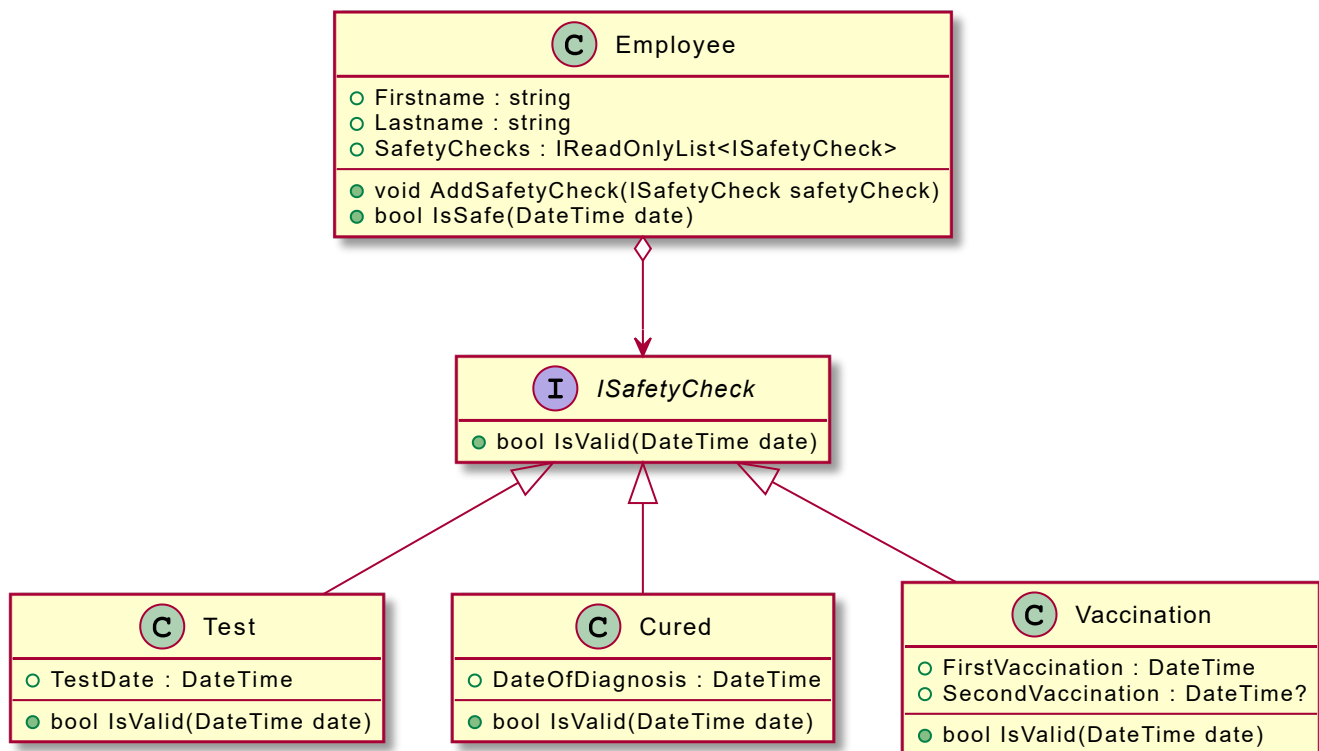 C Employee
Firstname : string
Lastname : string
SafetyChecks : IReadOnlyList<ISafetyCheck>
void AddSafetyCheck(ISafetyCheck safetyCheck)
bool IsSafe(DateTime date)
I ISafetyCheck
bool IsValid(DateTime date)
C Test
TestDate : DateTime
bool IsValid(DateTime date)
C Cured
DateOfDiagnosis : DateTime
bool IsValid(DateTime date)
C Vaccination
FirstVaccination : DateTime
SecondVaccination : DateTime?
bool IsValid(DateTime date)